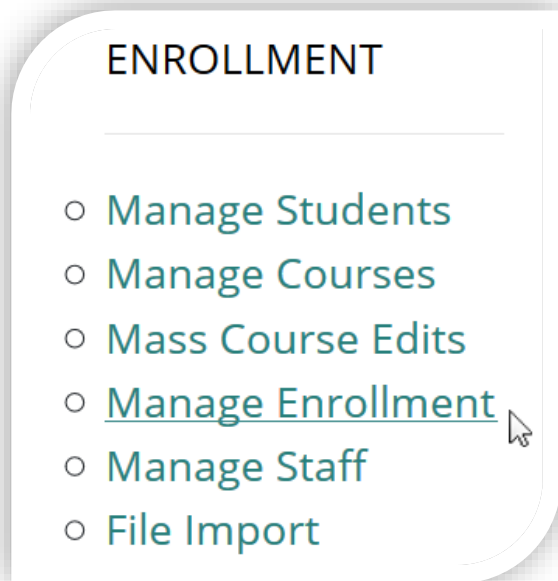 ENROLLMENT
Manage Students
Manage Courses
Mass Course Edits
Manage Enrollment
Manage Staff
File Import